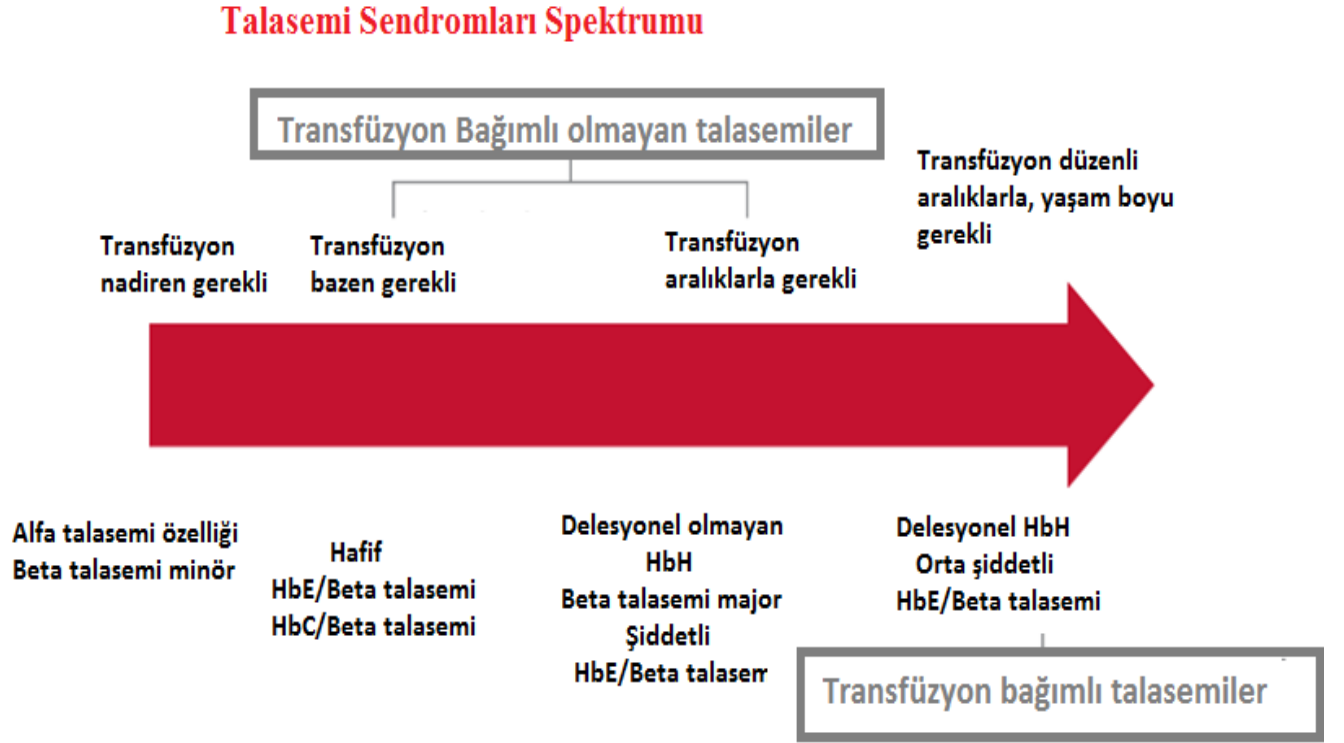 Talasemi Sendromları Spektrumu
Transfüzyon Bağımlı olmayan talasemiler
Transfüzyon düzenli
aralıklarla, yaşam boyu
gerekli
Transfüzyon
nadiren gerekli
Transfüzyon
bazen gerekli
Transfüzyon
aralıklarla gerekli
Alfa talasemi özelliği
Beta talasemi minör
Hafif
HbE/Beta talasemi
HbC/Beta talasemi
Delesyonel olmayan
HbH
Beta talasemi major
Şiddetli
HbE/Beta talasem
Delesyonel HbH
Orta şiddetli
HbE/Beta talasemi
Transfüzyon bağımlı talasemiler